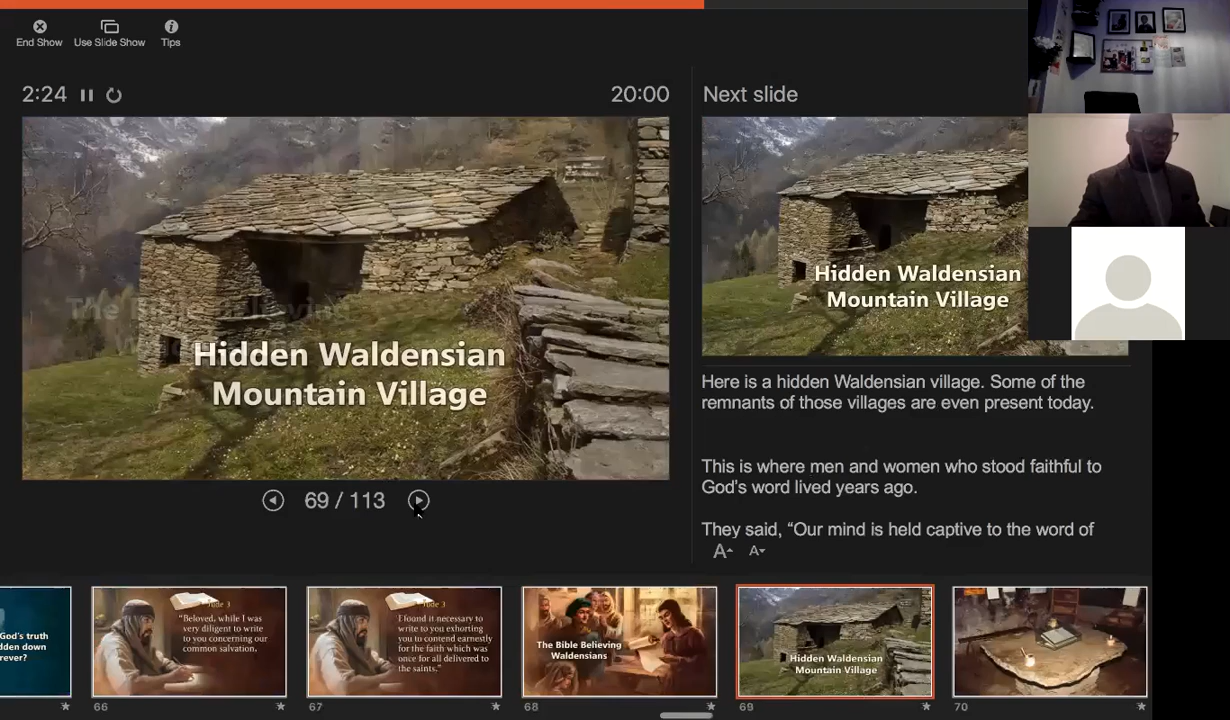 End Show
Use Slide Show
Tips
2:24
20:00
Next slide
The Bible Believing
Hidden Waldensian
Mountain Village
69 / 113
Hidden Waldensian
Mountain Village
Here is a hidden Waldensian village. Some of the
remnants of those villages are even present today.
This is where men and women who stood faithful to
God's word lived years ago.
They said, “Our mind is held captive to the word of
A
A
God's truth
dden down
rever?
Jude 3
"Beloved, while I was
very diligent to write
to you concerning our
common salvation,
Jude 3
I found it necessary to
write to you exhorting
you to contend earnestly
for the faith which was
once for all delivered to
the saints."
The Bible Believing
Waldensians
Hidden Waldensian
Mountain Village
66
67
68
69
70